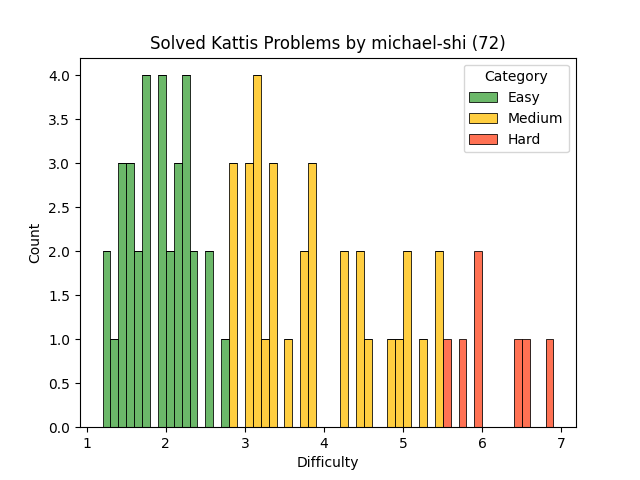 Solved Kattis Problems by michael-shi (72)
Category
Easy
Medium
Hard
4.0
3.5
3.0
2.5
2.0
1.5
1.0
0.5
0.0
Count
1 2 3 4 5 6 7
Difficulty